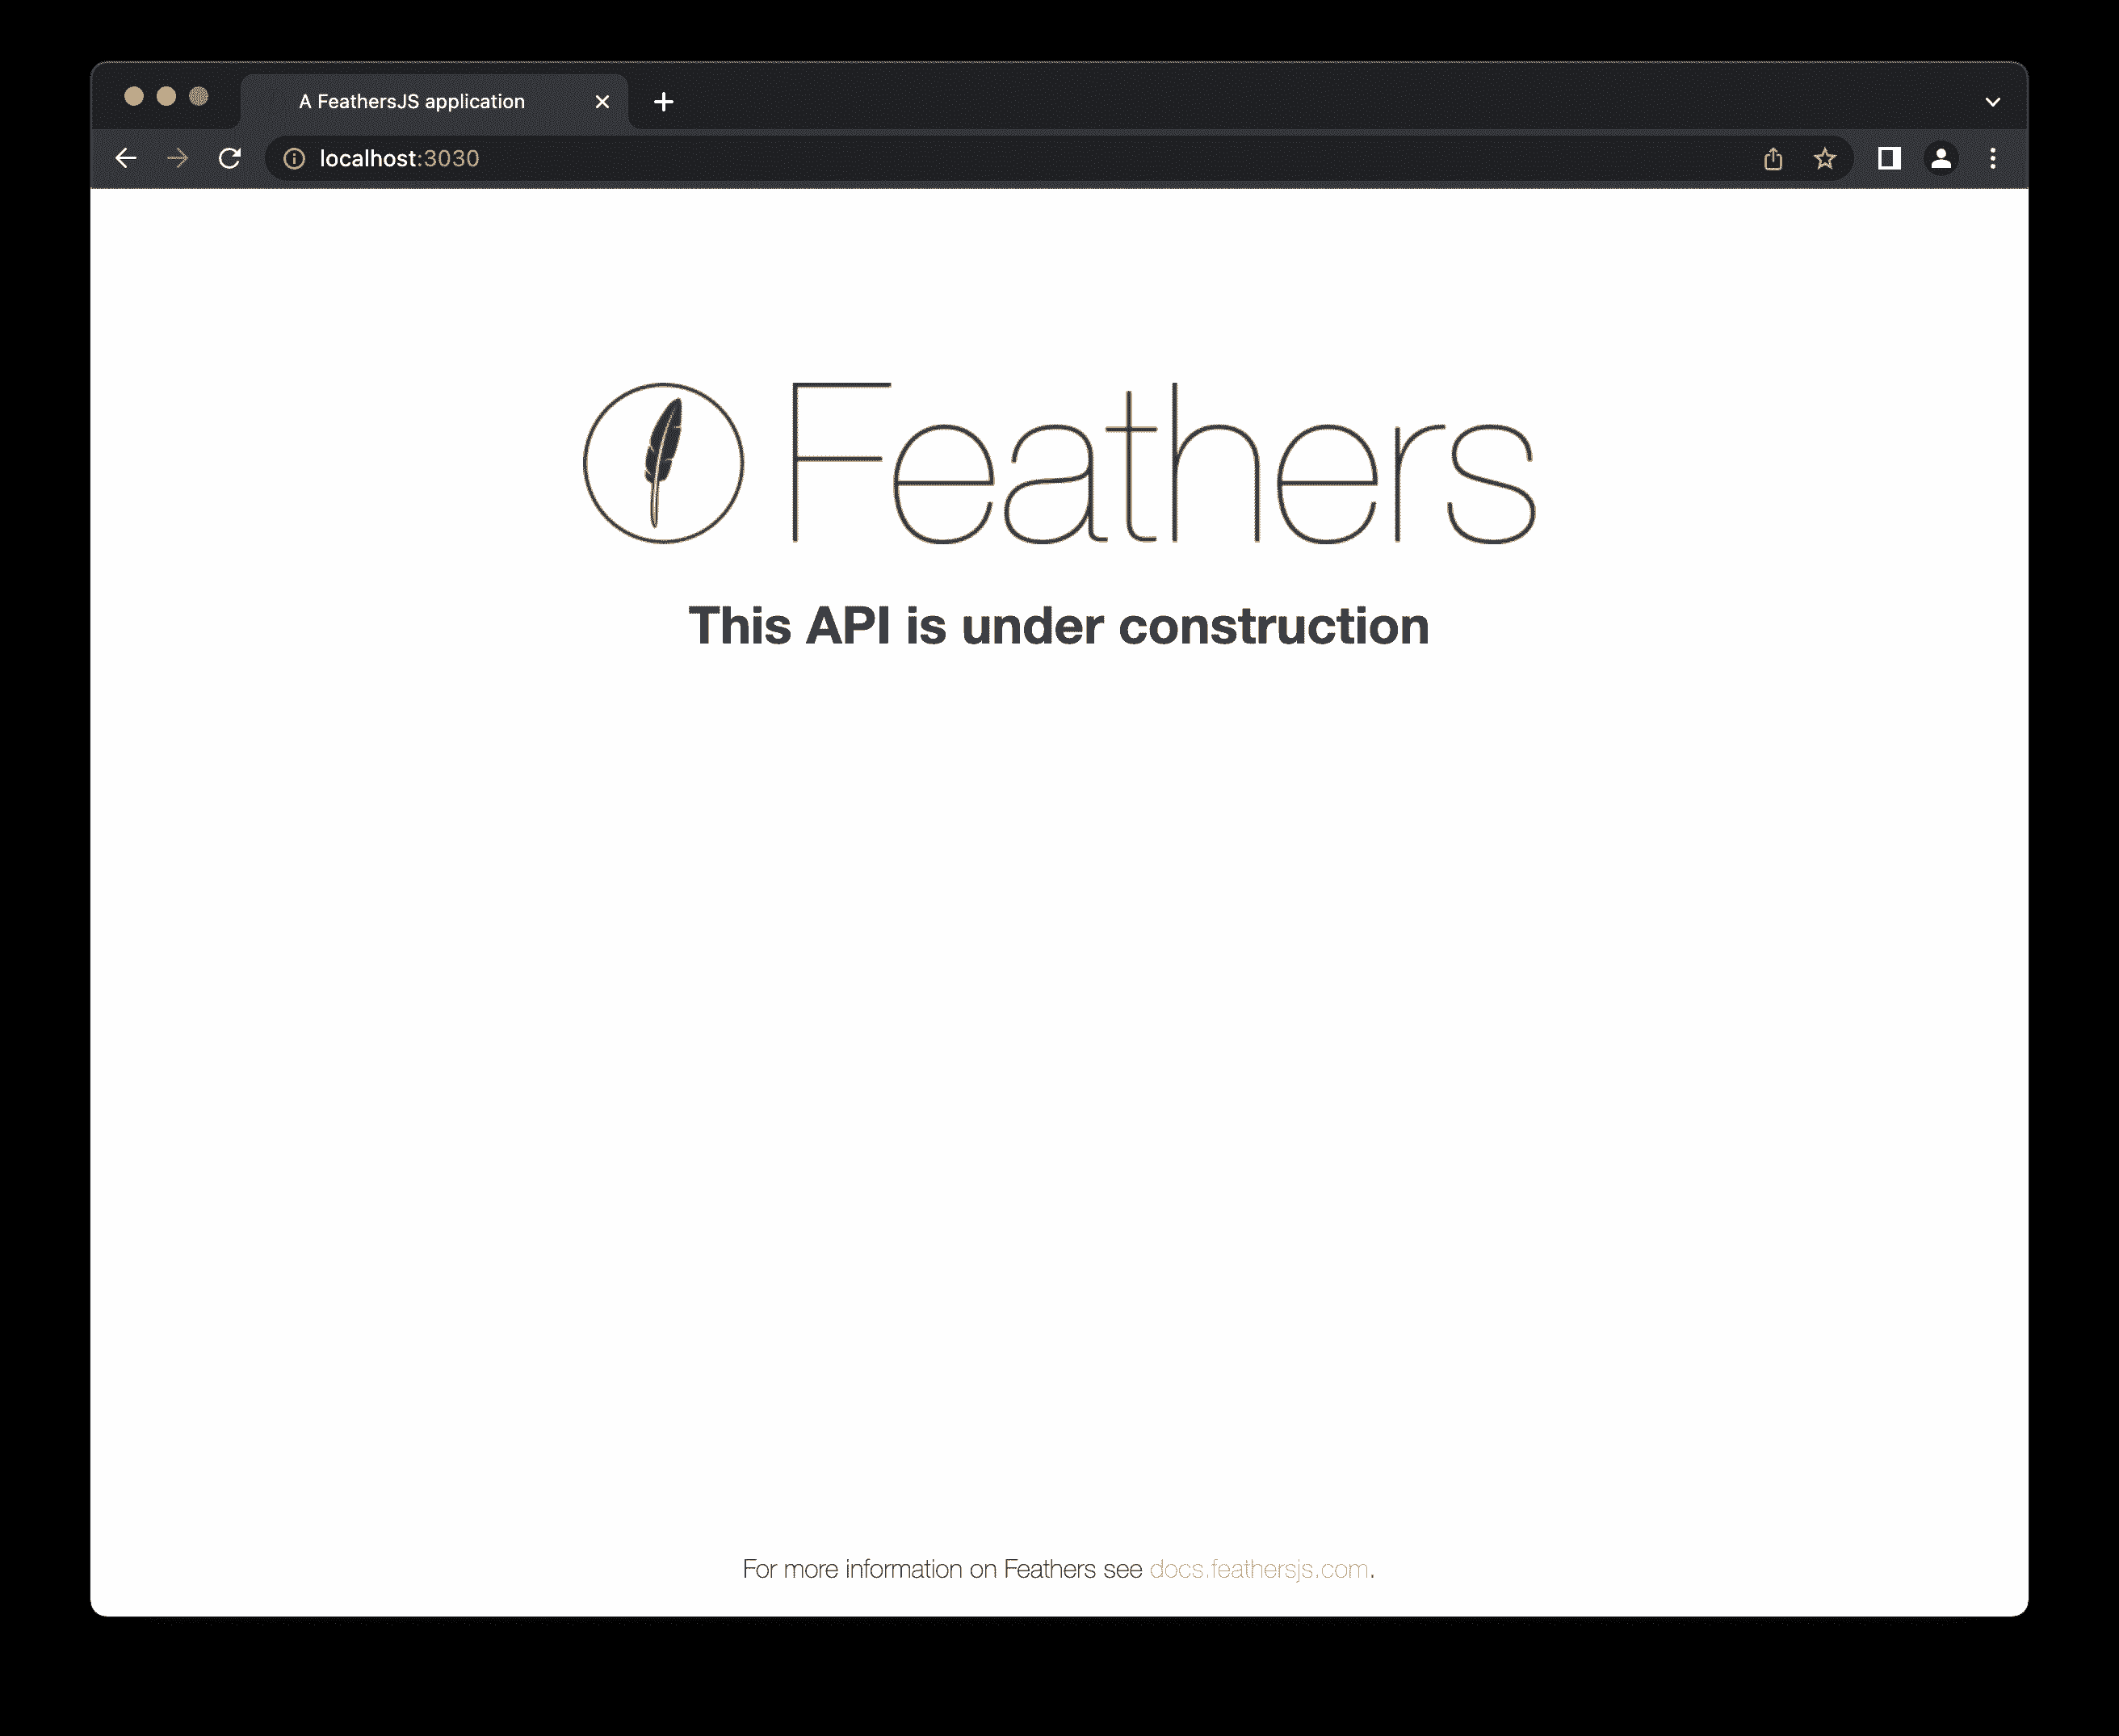 A FeathersJS application
localhost:3030
Feathers
This API is under construction
For more information on Feathers see docs.feathersjs.com.